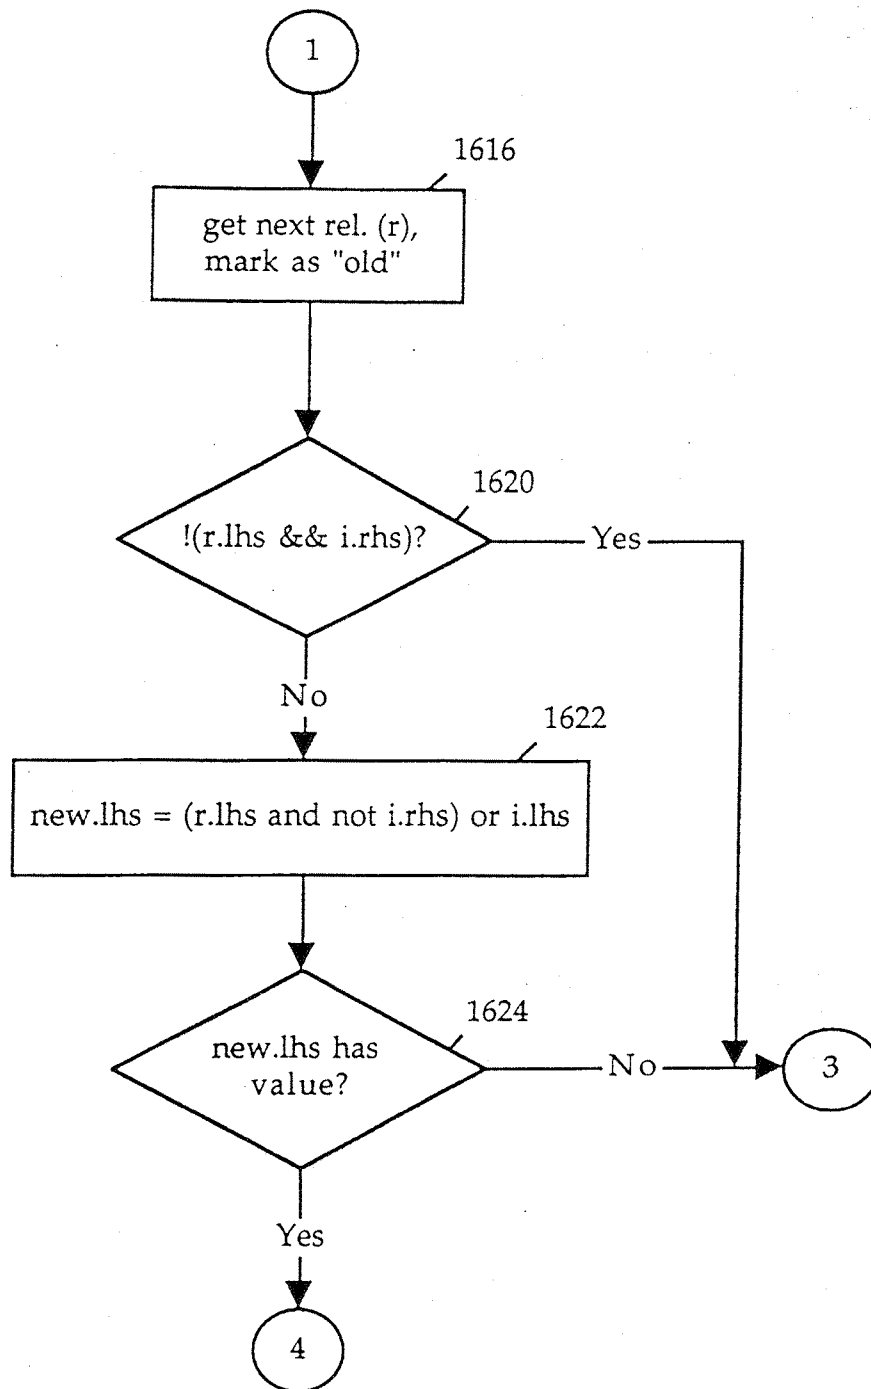 1
1616
get next rel. (r),
mark as "old"
1620
!(r.lhs && i.rhs)?
Yes
No
1622
new.lhs = (r.lhs and not i.rhs) or i.lhs
1624
new.lhs has
value?
No
3
Yes
4